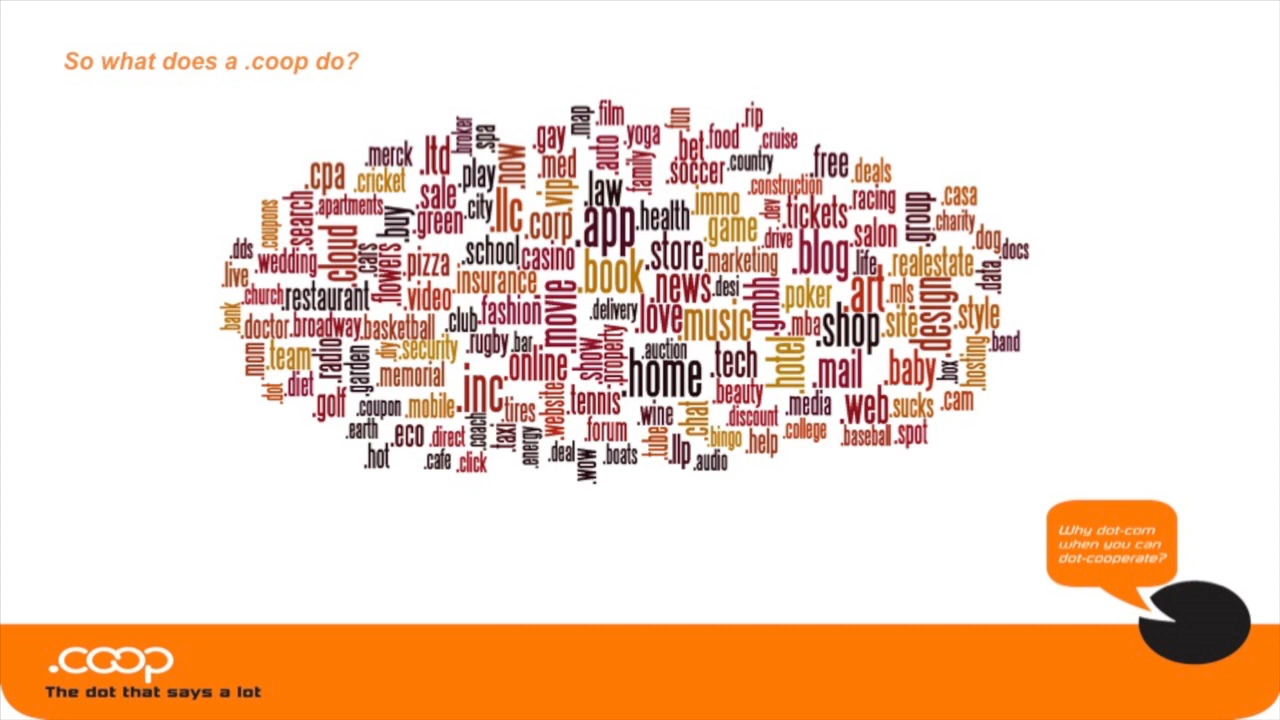 So what does a .coop do?
.map .film .fun .rip
.broker .spa .gay .yoga .bet .food .cruise
.merck .ltd .now .med .auto .family .soccer .country .free .deals
.cpa .cricket .play .vip .law .construction
.coupons .search .apartments .buy .sale .green .city .llc .corp .app .health .immo .game .dev .tickets .racing .group .casa .charity
.dds .wedding .cloud .cars .flowers .pizza .school .casino .store .marketing .drive .blog .salon .life .realestate .dog .docs
.live .church .restaurant .video .insurance .book .news .desi .gmbh .poker .art .mls .design .data
.bank .doctor .broadway .basketball .club .fashion .movie .delivery .love .music .mba .shop .site .style
.mom .team .radio .garden .diy .security .rugby .bar .show .property .auction .tech .hotel .band
.dot .diet .memorial .inc .online .home .beauty .mail .baby .box .hosting
.golf .coupon .mobile .tires .website .tennis .wine .chat .discount .media .web .sucks .cam
.earth .eco .direct .coach .taxi .energy .forum .tube .bingo .help .college .baseball .spot
.hot .cafe .click .deal .wow .boats .llp .audio
Why dot-com
when you can
dot-cooperate?
.coop
The dot that says a lot